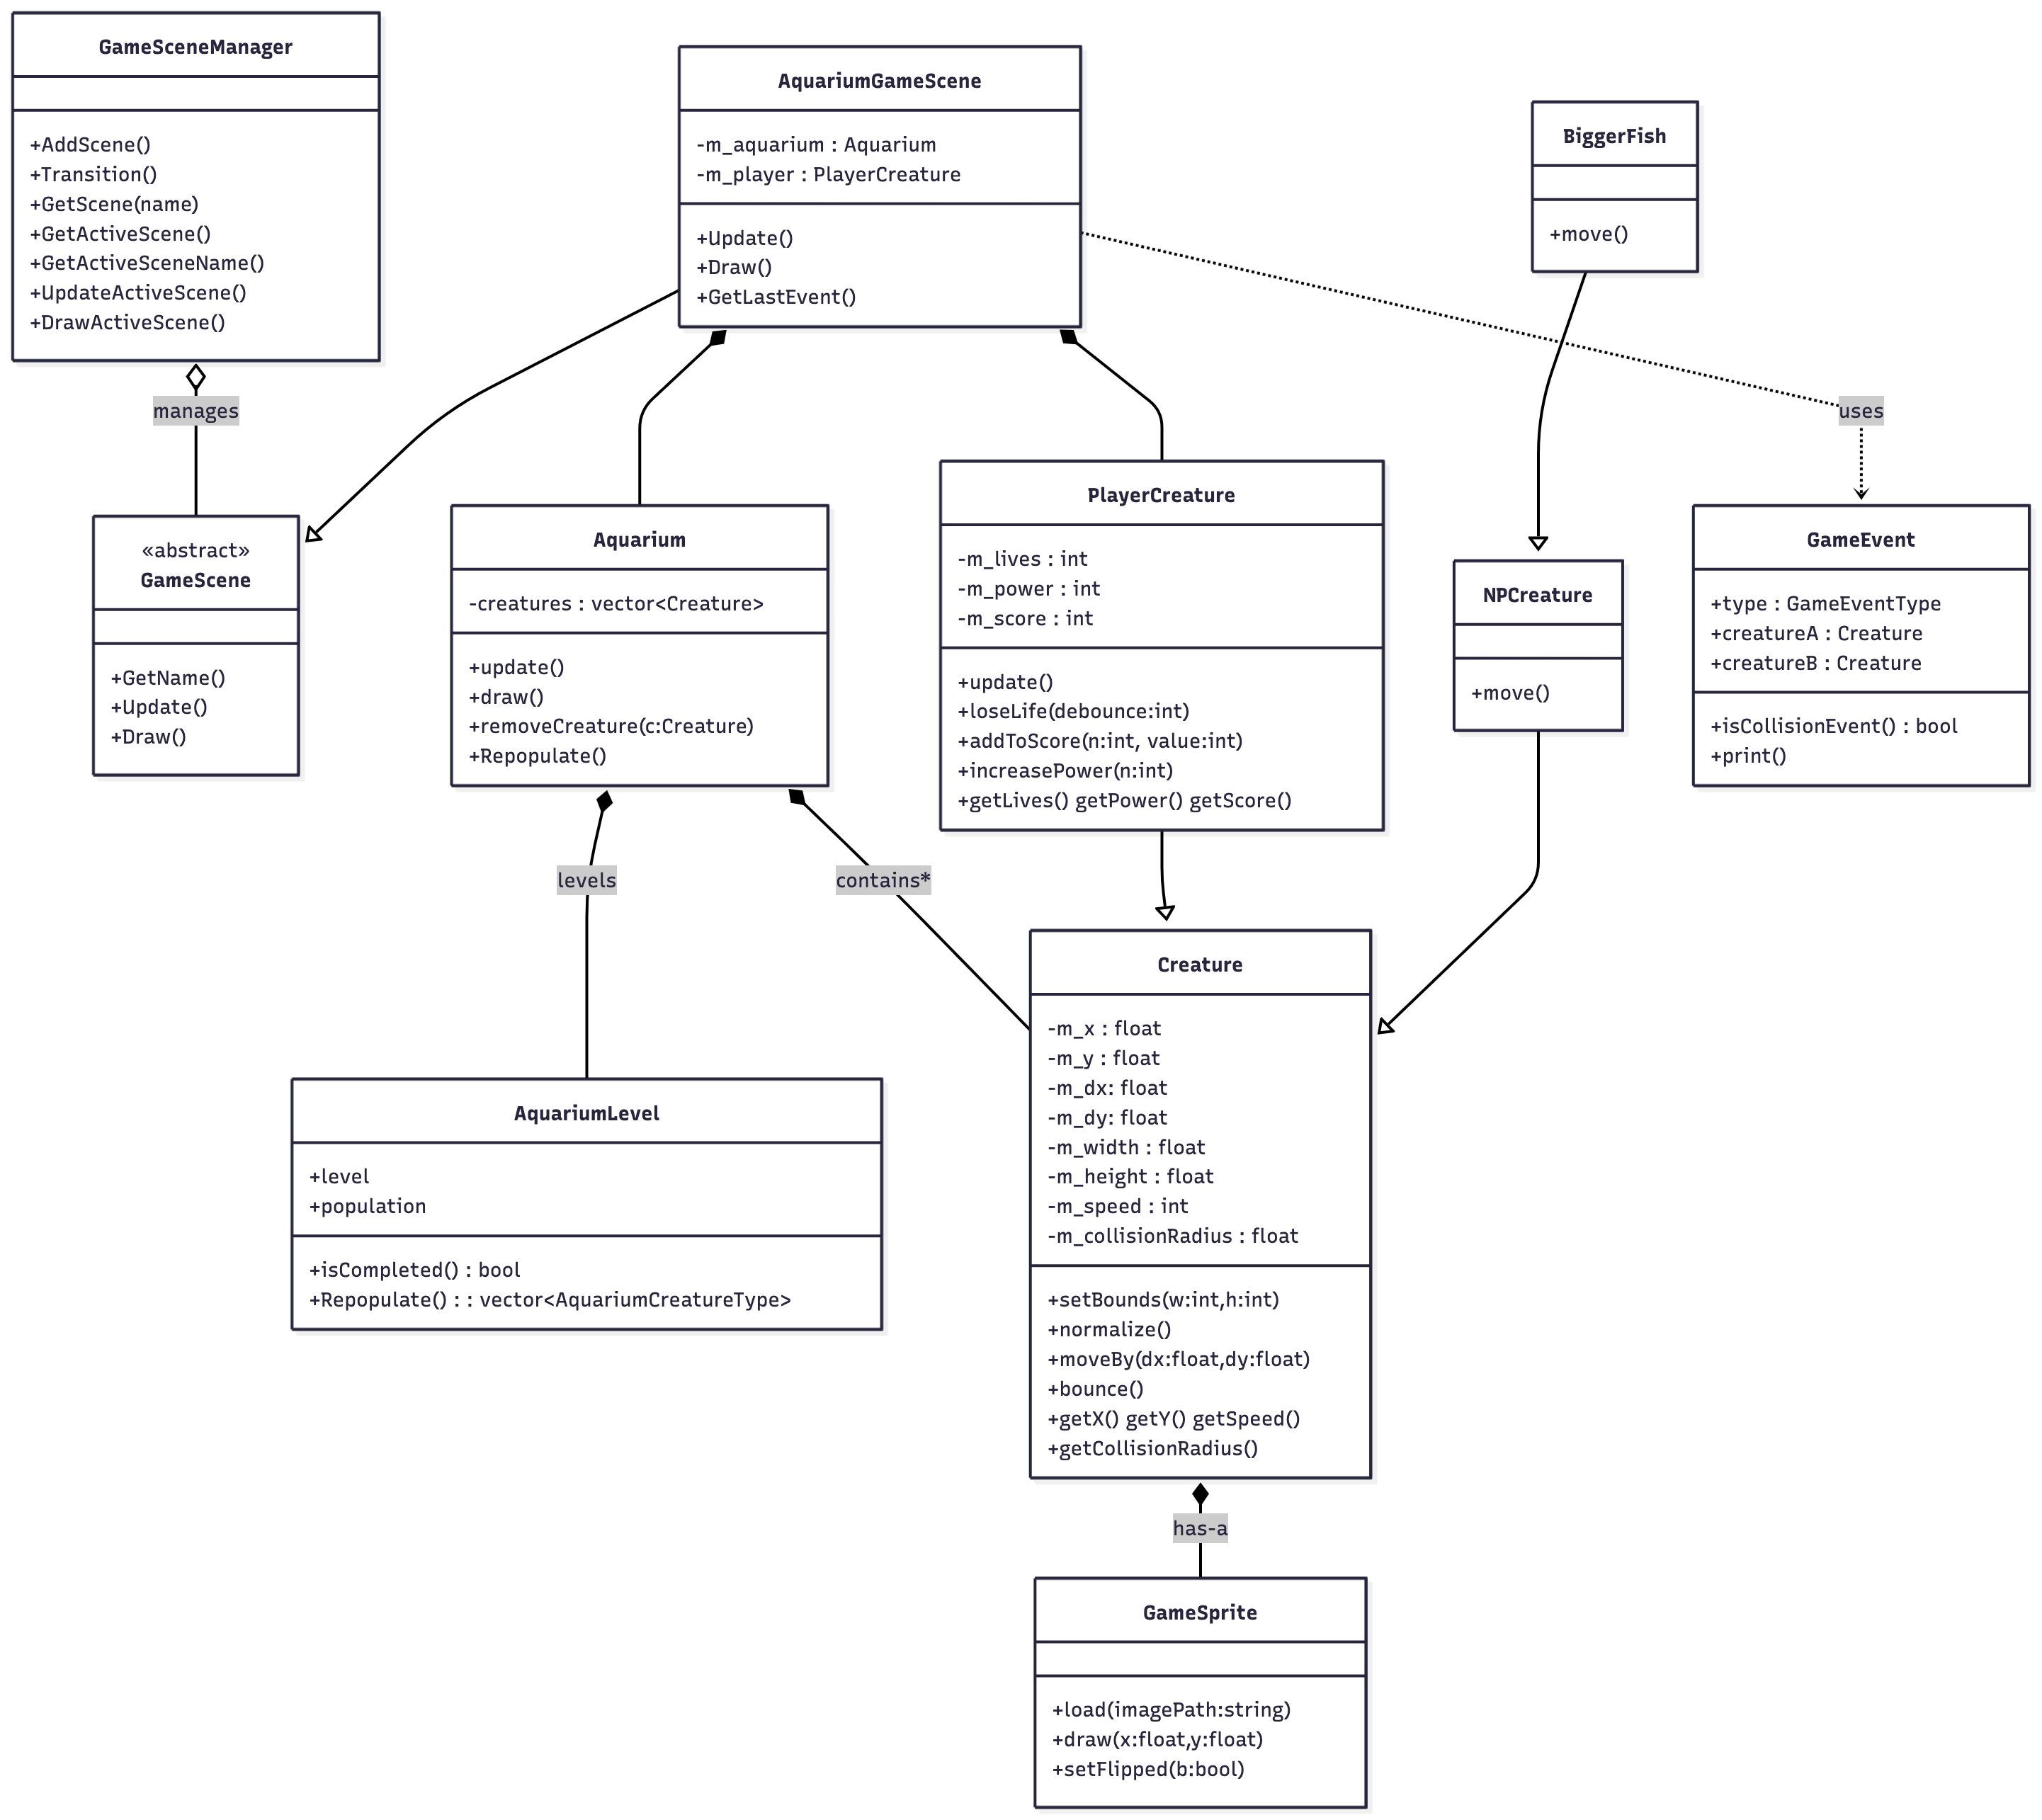 GameSceneManager
+AddScene()
+Transition()
+GetScene(name)
+GetActiveScene()
+GetActiveSceneName()
+UpdateActiveScene()
+DrawActiveScene()
AquariumGameScene
-m_aquarium : Aquarium
-m_player : PlayerCreature
+Update()
+Draw()
+GetLastEvent()
BiggerFish
+move()
manages
uses
«abstract»
GameScene
+GetName()
+Update()
+Draw()
Aquarium
-creatures : vector<Creature>
+update()
+draw()
+removeCreature(c:Creature)
+Repopulate()
PlayerCreature
-m_lives : int
-m_power : int
-m_score : int
+update()
+loseLife(debounce:int)
+addToScore(n:int, value:int)
+increasePower(n:int)
+getLives() getPower() getScore()
NPCreature
+move()
GameEvent
+type : GameEventType
+creatureA : Creature
+creatureB : Creature
+isCollisionEvent() : bool
+print()
levels
contains*
AquariumLevel
+level
+population
+isCompleted() : bool
+Repopulate() : : vector<AquariumCreatureType>
Creature
-m_x : float
-m_y : float
-m_dx: float
-m_dy: float
-m_width : float
-m_height : float
-m_speed : int
-m_collisionRadius : float
+setBounds(w:int,h:int)
+normalize()
+moveBy(dx:float,dy:float)
+bounce()
+getX() getY() getSpeed()
+getCollisionRadius()
has-a
GameSprite
+load(imagePath:string)
+draw(x:float,y:float)
+setFlipped(b:bool)